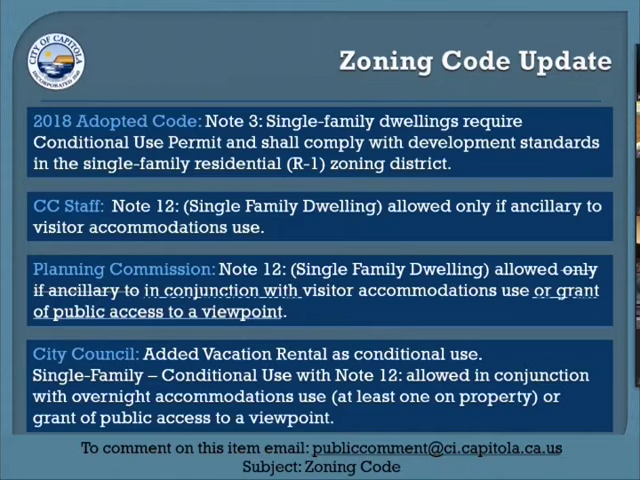 CITY OF CAPITOLA
INCORPORATED 1949
Zoning Code Update
2018 Adopted Code: Note 3: Single-family dwellings require
Conditional Use Permit and shall comply with development standards
in the single-family residential (R-1) zoning district.
CC Staff: Note 12: (Single Family Dwelling) allowed only if ancillary to
visitor accommodations use.
Planning Commission: Note 12: (Single Family Dwelling) allowed only
if ancillary to in conjunction with visitor accommodations use or grant
of public access to a viewpoint.
City Council: Added Vacation Rental as conditional use.
Single-Family – Conditional Use with Note 12: allowed in conjunction
with overnight accommodations use (at least one on property) or
grant of public access to a viewpoint.
To comment on this item email: publiccomment@ci.capitola.ca.us
Subject: Zoning Code